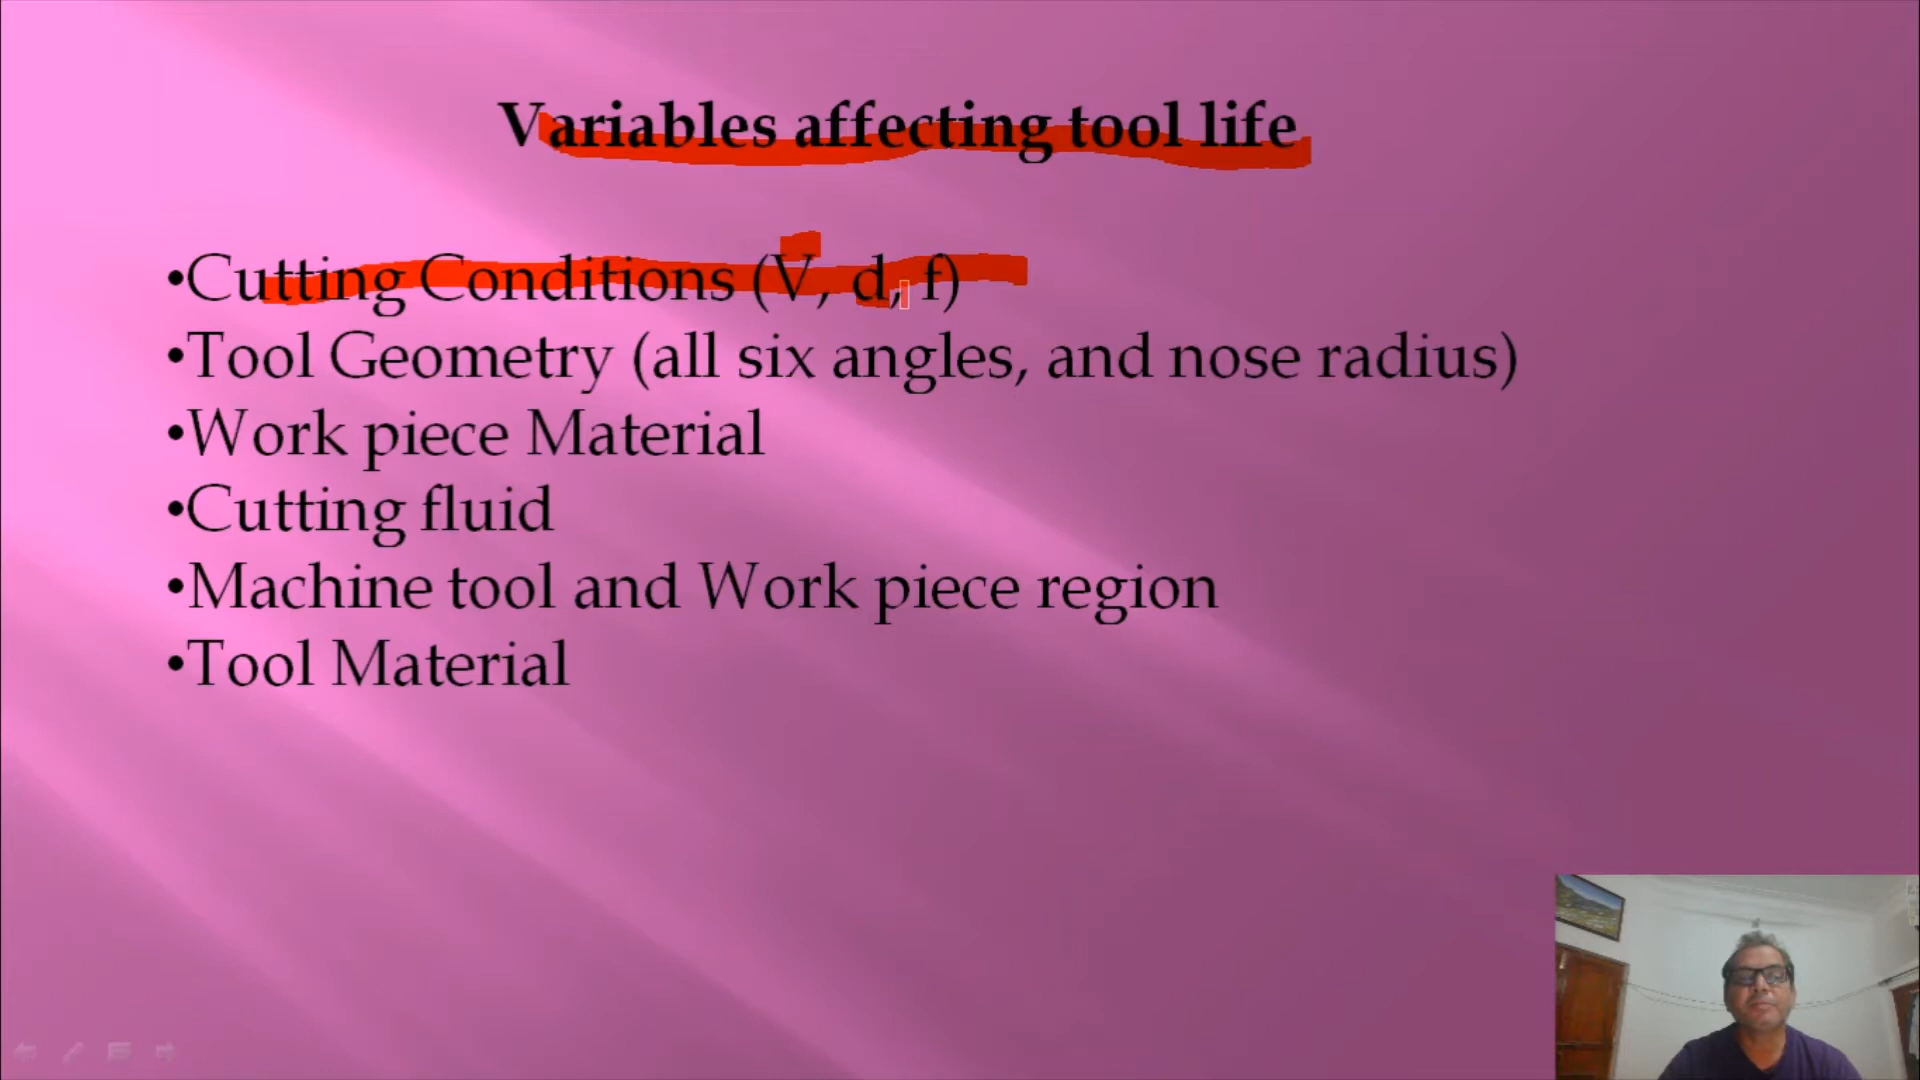 Variables affecting tool life
•Cutting Conditions (V, d, f)
•Tool Geometry (all six angles, and nose radius)
•Work piece Material
•Cutting fluid
•Machine tool and Work piece region
•Tool Material